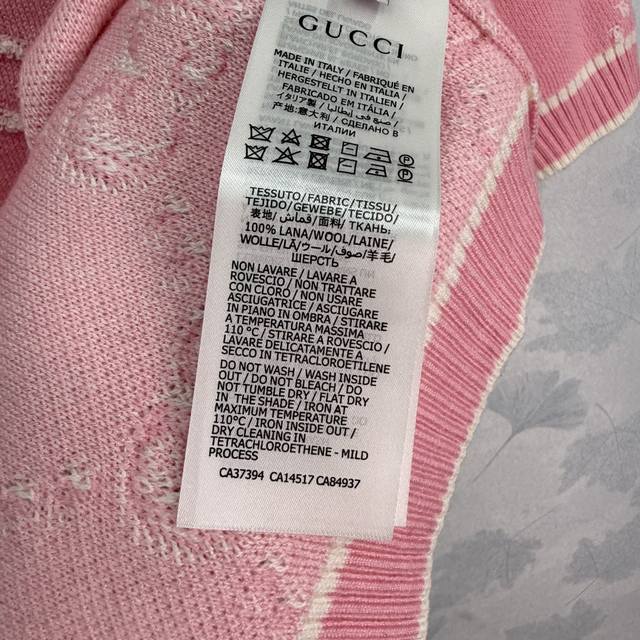 GUCCI
MADE IN ITALY / FABRIQUÉ EN
ITALIE / HECHO EN ITALIA /
HERGESTELLT IN ITALIEN /
FABRICADO EM ITÁLIA /
イタリア製 / صنع في إيطاليا /
产地:意大利 / СДЕЛАНО В
ИТАЛИИ
TESSUTO/FABRIC/TISSU/
TEJIDO/GEWEBE/TECIDO/
表地/قماش/面料/ ТКАНЬ:
100% LANA/WOOL/LAINE/
WOLLE/LÃ/ウール/صوف/羊毛/
ШЕРСТЬ
NON LAVARE / LAVARE A
ROVESCIO / NON TRATTARE
CON CLORO / NON USARE
ASCIUGATRICE / ASCIUGARE
IN PIANO IN OMBRA / STIRARE
A TEMPERATURA MASSIMA
110 °C / STIRARE A ROVESCIO /
LAVARE DELICATAMENTE A
SECCO IN TETRACLOROETILENE
DO NOT WASH / WASH INSIDE
OUT / DO NOT BLEACH / DO
NOT TUMBLE DRY / FLAT DRY
IN THE SHADE / IRON AT
MAXIMUM TEMPERATURE
110°C / IRON INSIDE OUT /
DRY CLEANING IN
TETRACHLOROETHENE - MILD
PROCESS
CA37394 CA14517 CA84937